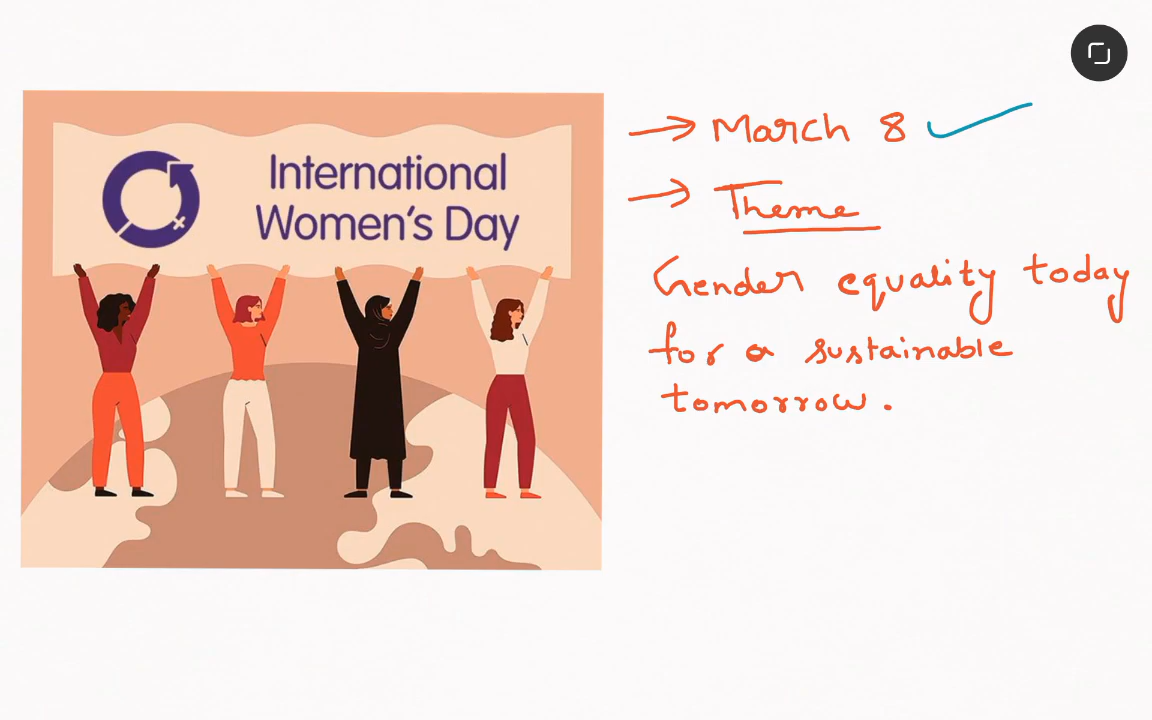 International
Women's Day
→ March 8 ✓
→ Theme
Gender equality today
for a sustainable
tomorrow.